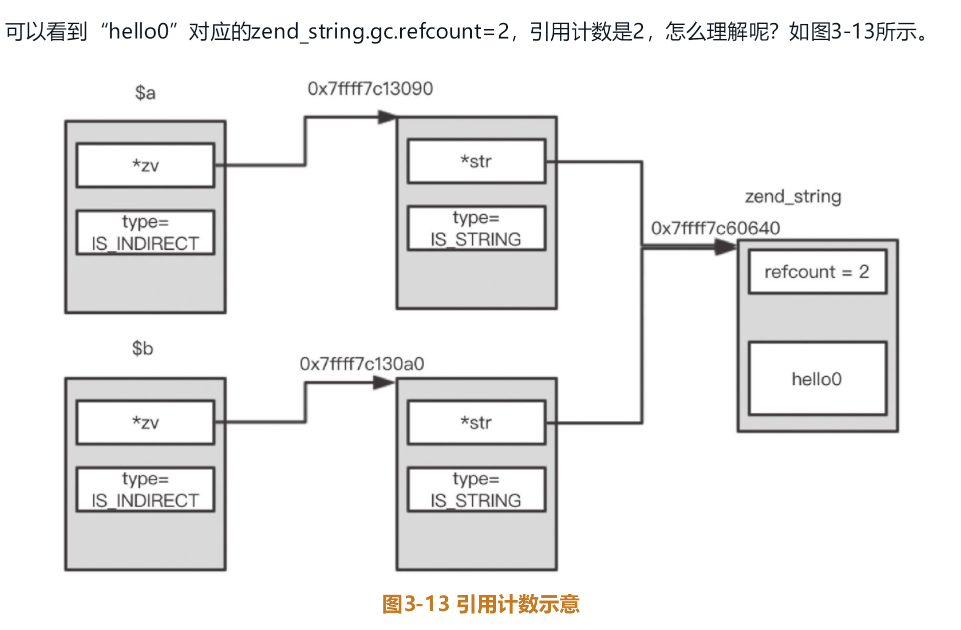 可以看到“hello0”对应的zend_string.gc.refcount=2，引用计数是2，怎么理解呢？如图3-13所示。
$a
0x7ffff7c13090
*zv
type=
IS_INDIRECT
*str
type=
IS_STRING
zend_string
0x7ffff7c60640
refcount = 2
hello0
$b
0x7ffff7c130a0
*zv
type=
IS_INDIRECT
*str
type=
IS_STRING
图3-13 引用计数示意